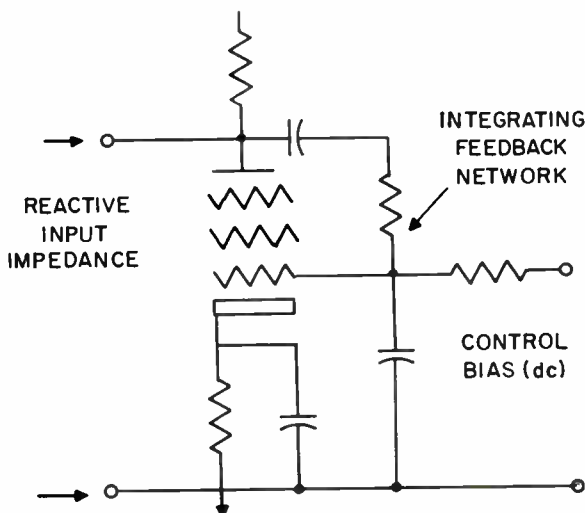 INTEGRATING
FEEDBACK
NETWORK
REACTIVE
INPUT
IMPEDANCE
CONTROL
BIAS (dc)